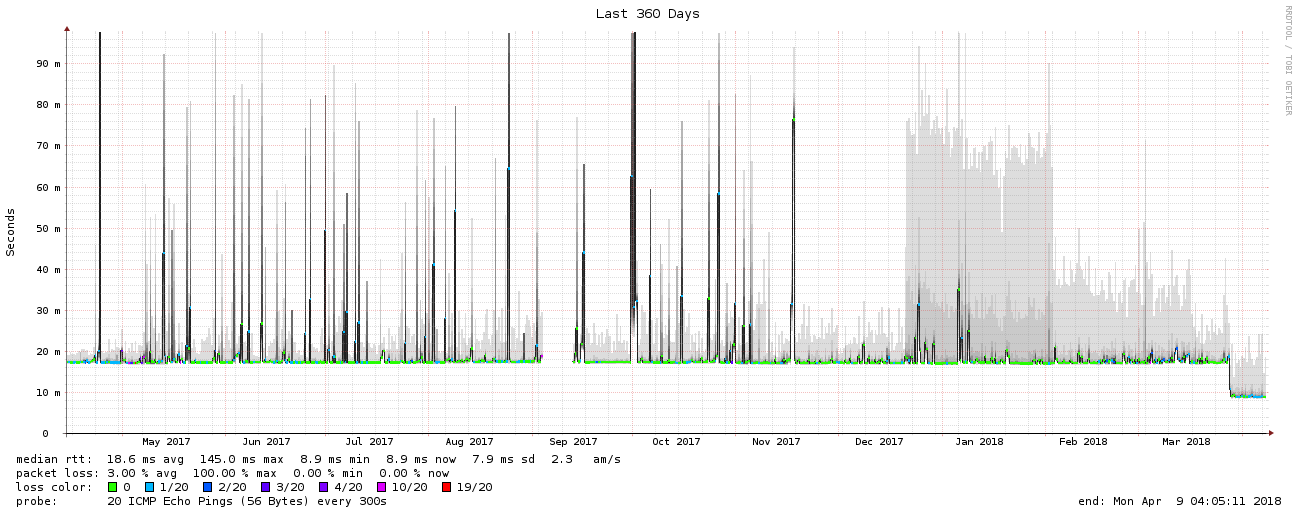 Last 360 Days
RRDTOOL / TOBI OETIKER
Seconds
90 m
80 m
70 m
60 m
50 m
40 m
30 m
20 m
10 m
0
May 2017 Jun 2017 Jul 2017 Aug 2017 Sep 2017 Oct 2017 Nov 2017 Dec 2017 Jan 2018 Feb 2018 Mar 2018
median rtt: 18.6 ms avg 145.0 ms max 8.9 ms min 8.9 ms now 7.9 ms sd 2.3 am/s
packet loss: 3.00 % avg 100.00 % max 0.00 % min 0.00 % now
loss color: 0 1/20 2/20 3/20 4/20 10/20 19/20
probe: 20 ICMP Echo Pings (56 Bytes) every 300s end: Mon Apr 9 04:05:11 2018